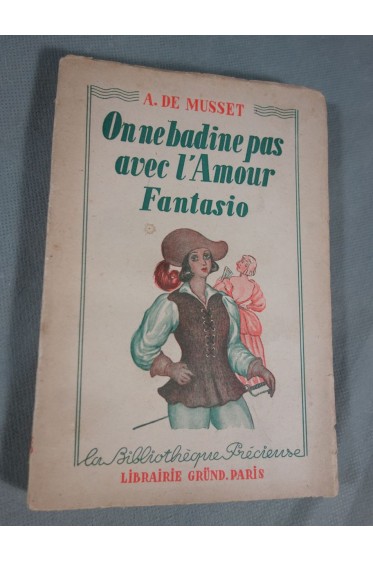 A. DE MUSSET
On ne badine pas
avec l'Amour
Fantasio
La Bibliothèque Précieuse
LIBRAIRIE GRÜND. PARIS